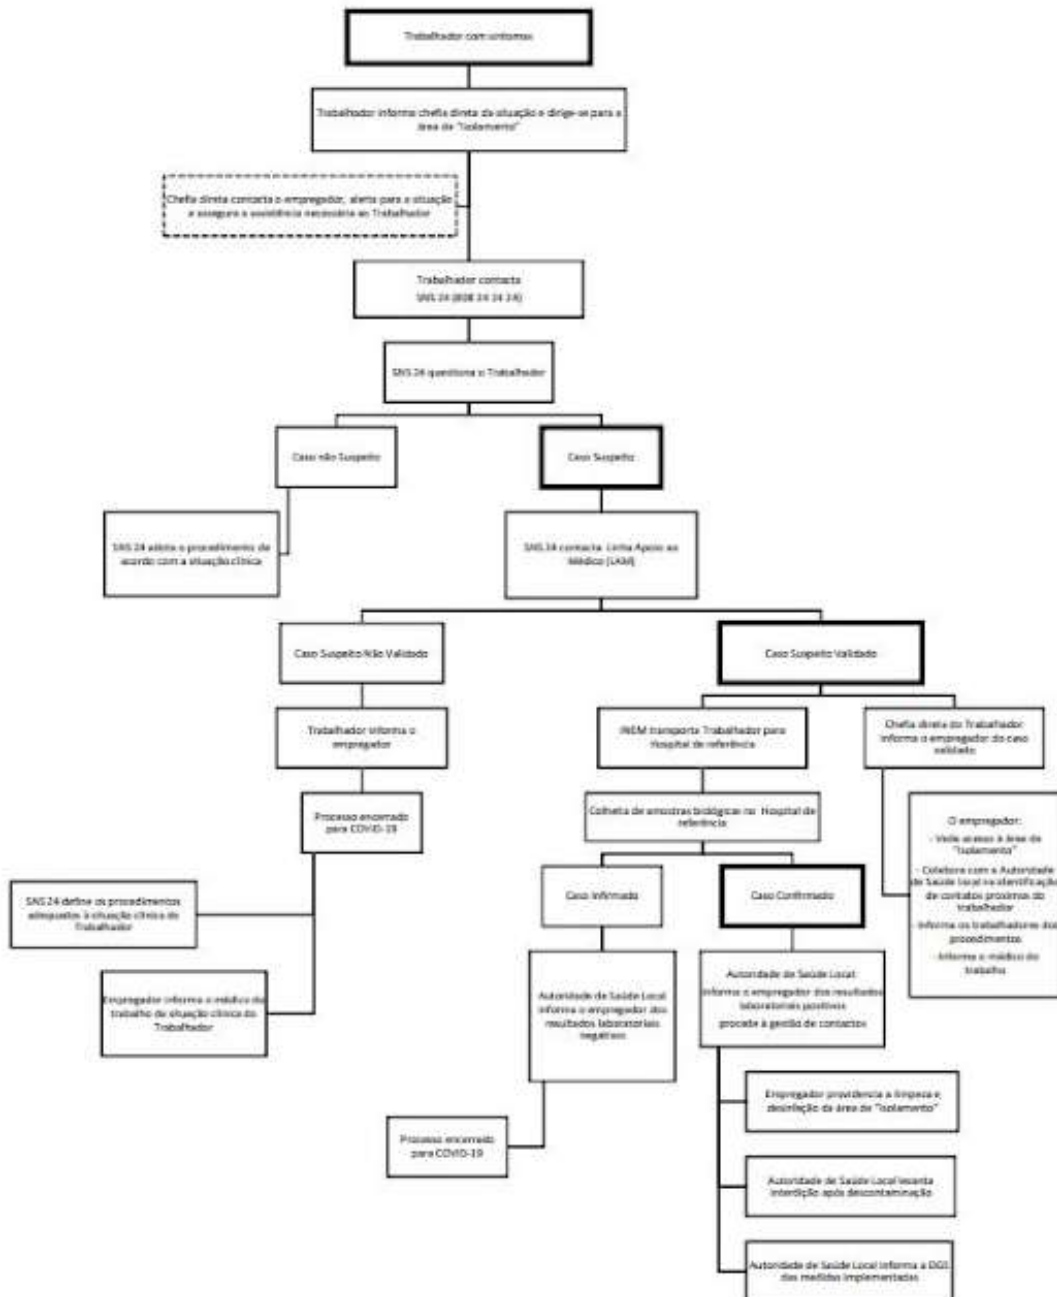 Trabalhador com sintomas
Trabalhador informa chefia direta da situação e dirige-se para a
área de "isolamento"
Chefia direta contacta o empregador, alerta para a situação
e assegura a assistência necessária ao Trabalhador
Trabalhador contacta
SNS 24 (808 24 24 24)
SNS 24 questiona o Trabalhador
Caso não Suspeito
Caso Suspeito
SNS 24 adota o procedimento de
acordo com a situação clínica
SNS 24 contacta Linha Apoio ao
Médico (LAM)
Caso Suspeito Não Validado
Caso Suspeito Validado
Trabalhador informa o
empregador
INEM transporta Trabalhador para
Hospital de referência
Chefia direta do Trabalhador
informa o empregador do caso
validado
Processo encerrado
para COVID-19
Colheita de amostras biológicas no Hospital de
referência
O empregador:
- Veda acesso à área de
"isolamento"
- Colabora com a Autoridade
de Saúde local na identificação
de contatos proximos do
trabalhador
- Informa os trabalhadores dos
procedimentos
- Informa o médico do
trabalho
SNS 24 define os procedimentos
adequados à situação clínica do
Trabalhador
Caso Infirmado
Caso Confirmado
Empregador informa o médico do
trabalho da situação clínica do
Trabalhador
Autoridade de Saúde Local
informa o empregador dos
resultados laboratoriais
negativos
Autoridade de Saúde Local:
informa o empregador dos resultados
laboratoriais positivos
procede à gestão de contactos
Processo encerrado
para COVID-19
Empregador providencia a limpeza e
desinfeção da área de "isolamento"
Autoridade de Saúde Local levanta
interdição após descontaminação
Autoridade de Saúde Local informa a DGS
das medidas implementadas